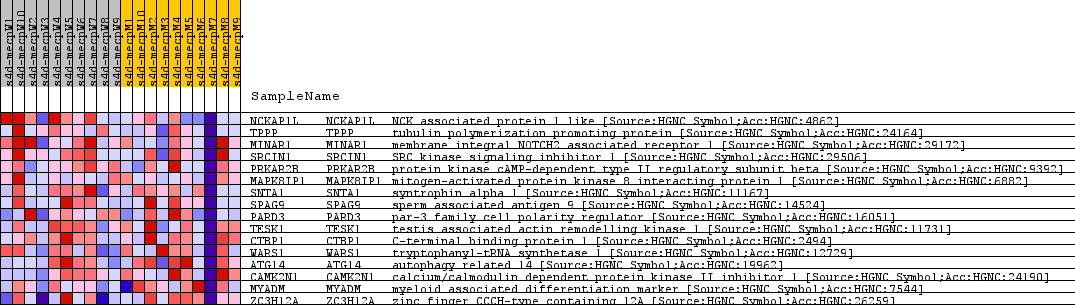 s4d-mecpW1
s4d-mecpW10
s4d-mecpW2
s4d-mecpW3
s4d-mecpW4
s4d-mecpW5
s4d-mecpW6
s4d-mecpW7
s4d-mecpW8
s4d-mecpW9
s4d-mecpM1
s4d-mecpM10
s4d-mecpM2
s4d-mecpM3
s4d-mecpM4
s4d-mecpM5
s4d-mecpM6
s4d-mecpM7
s4d-mecpM8
s4d-mecpM9
SampleName
NCKAP1L NCKAP1L NCK associated protein 1 like [Source:HGNC Symbol;Acc:HGNC:4862]
TPPP TPPP tubulin polymerization promoting protein [Source:HGNC Symbol;Acc:HGNC:24164]
MINAR1 MINAR1 membrane integral NOTCH2 associated receptor 1 [Source:HGNC Symbol;Acc:HGNC:29172]
SRCIN1 SRCIN1 SRC kinase signaling inhibitor 1 [Source:HGNC Symbol;Acc:HGNC:29506]
PRKAR2B PRKAR2B protein kinase cAMP-dependent type II regulatory subunit beta [Source:HGNC Symbol;Acc:HGNC:9392]
MAPK8IP1 MAPK8IP1 mitogen-activated protein kinase 8 interacting protein 1 [Source:HGNC Symbol;Acc:HGNC:6882]
SNTA1 SNTA1 syntrophin alpha 1 [Source:HGNC Symbol;Acc:HGNC:11167]
SPAG9 SPAG9 sperm associated antigen 9 [Source:HGNC Symbol;Acc:HGNC:14524]
PARD3 PARD3 par-3 family cell polarity regulator [Source:HGNC Symbol;Acc:HGNC:16051]
TESK1 TESK1 testis associated actin remodelling kinase 1 [Source:HGNC Symbol;Acc:HGNC:11731]
CTBP1 CTBP1 C-terminal binding protein 1 [Source:HGNC Symbol;Acc:HGNC:2494]
WARS1 WARS1 tryptophanyl-tRNA synthetase 1 [Source:HGNC Symbol;Acc:HGNC:12729]
ATG14 ATG14 autophagy related 14 [Source:HGNC Symbol;Acc:HGNC:19962]
CAMK2N1 CAMK2N1 calcium/calmodulin dependent protein kinase II inhibitor 1 [Source:HGNC Symbol;Acc:HGNC:24190]
MYADM MYADM myeloid associated differentiation marker [Source:HGNC Symbol;Acc:HGNC:7544]
ZC3H12A ZC3H12A zinc finger CCCH-type containing 12A [Source:HGNC Symbol;Acc:HGNC:26259]